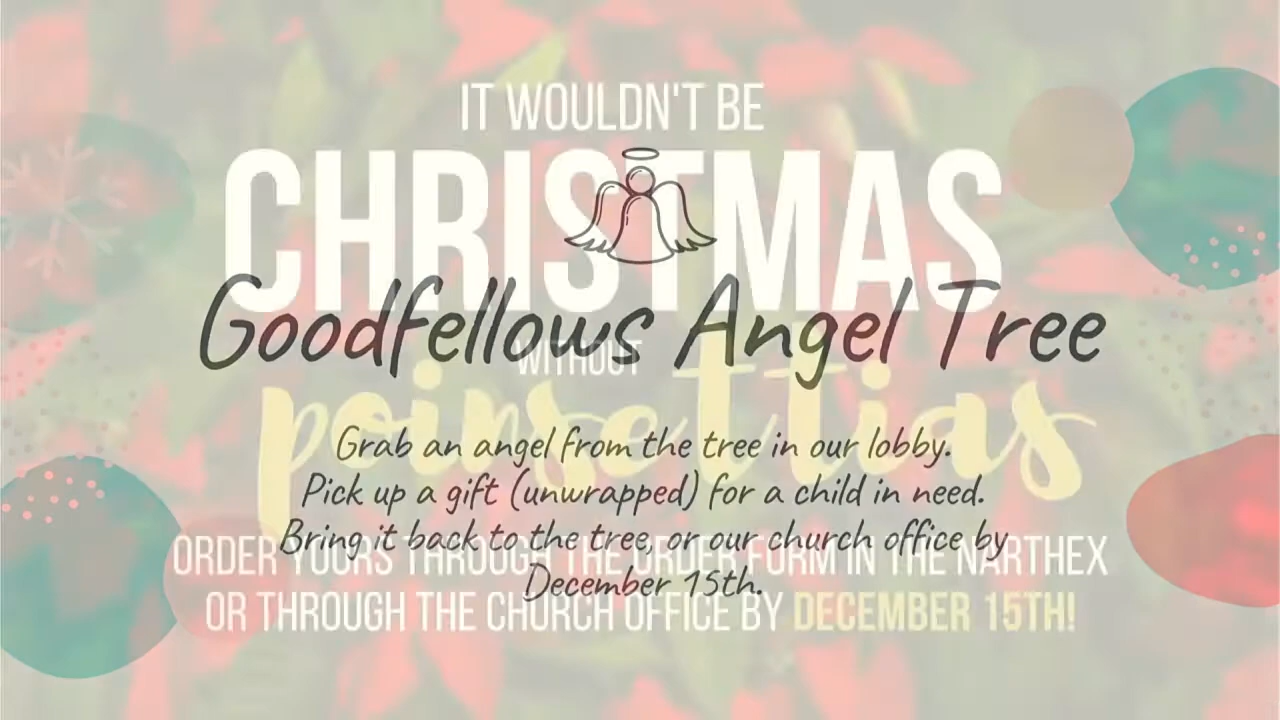 IT WOULDN'T BE
CHRISTMAS
WITHOUT
poinsettias
ORDER YOURS THROUGH THE ORDER FORM IN THE NARTHEX
OR THROUGH THE CHURCH OFFICE BY DECEMBER 15TH!
Goodfellows Angel Tree
Grab an angel from the tree in our lobby.
Pick up a gift (unwrapped) for a child in need.
Bring it back to the tree, or our church office by
December 15th.